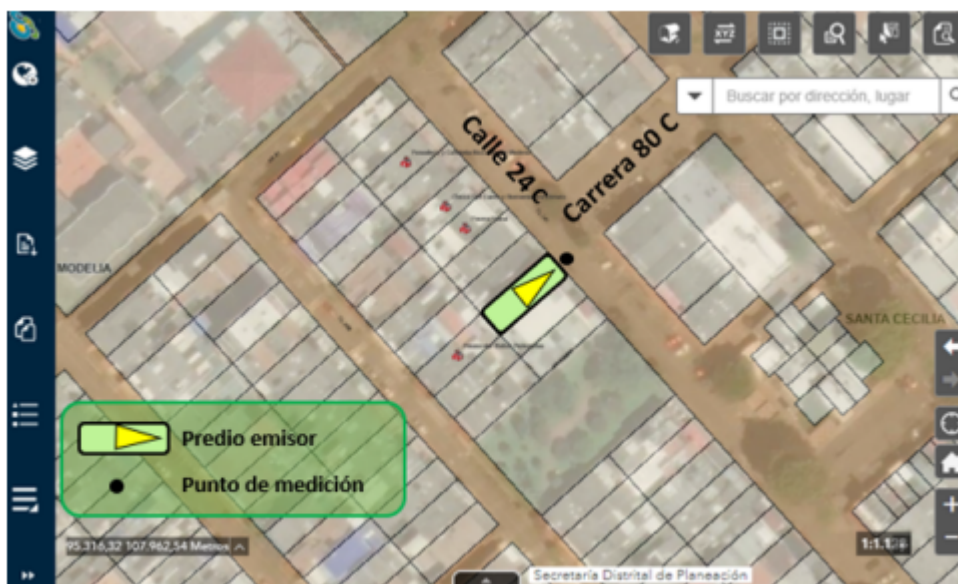 Buscar por dirección, lugar
Calle 24 c
Carrera 80 C
MODELIA
SANTA CECILIA
Predio emisor
Punto de medición
95.316,32 107.962,54 Metros
Secretaría Distrital de Planeación